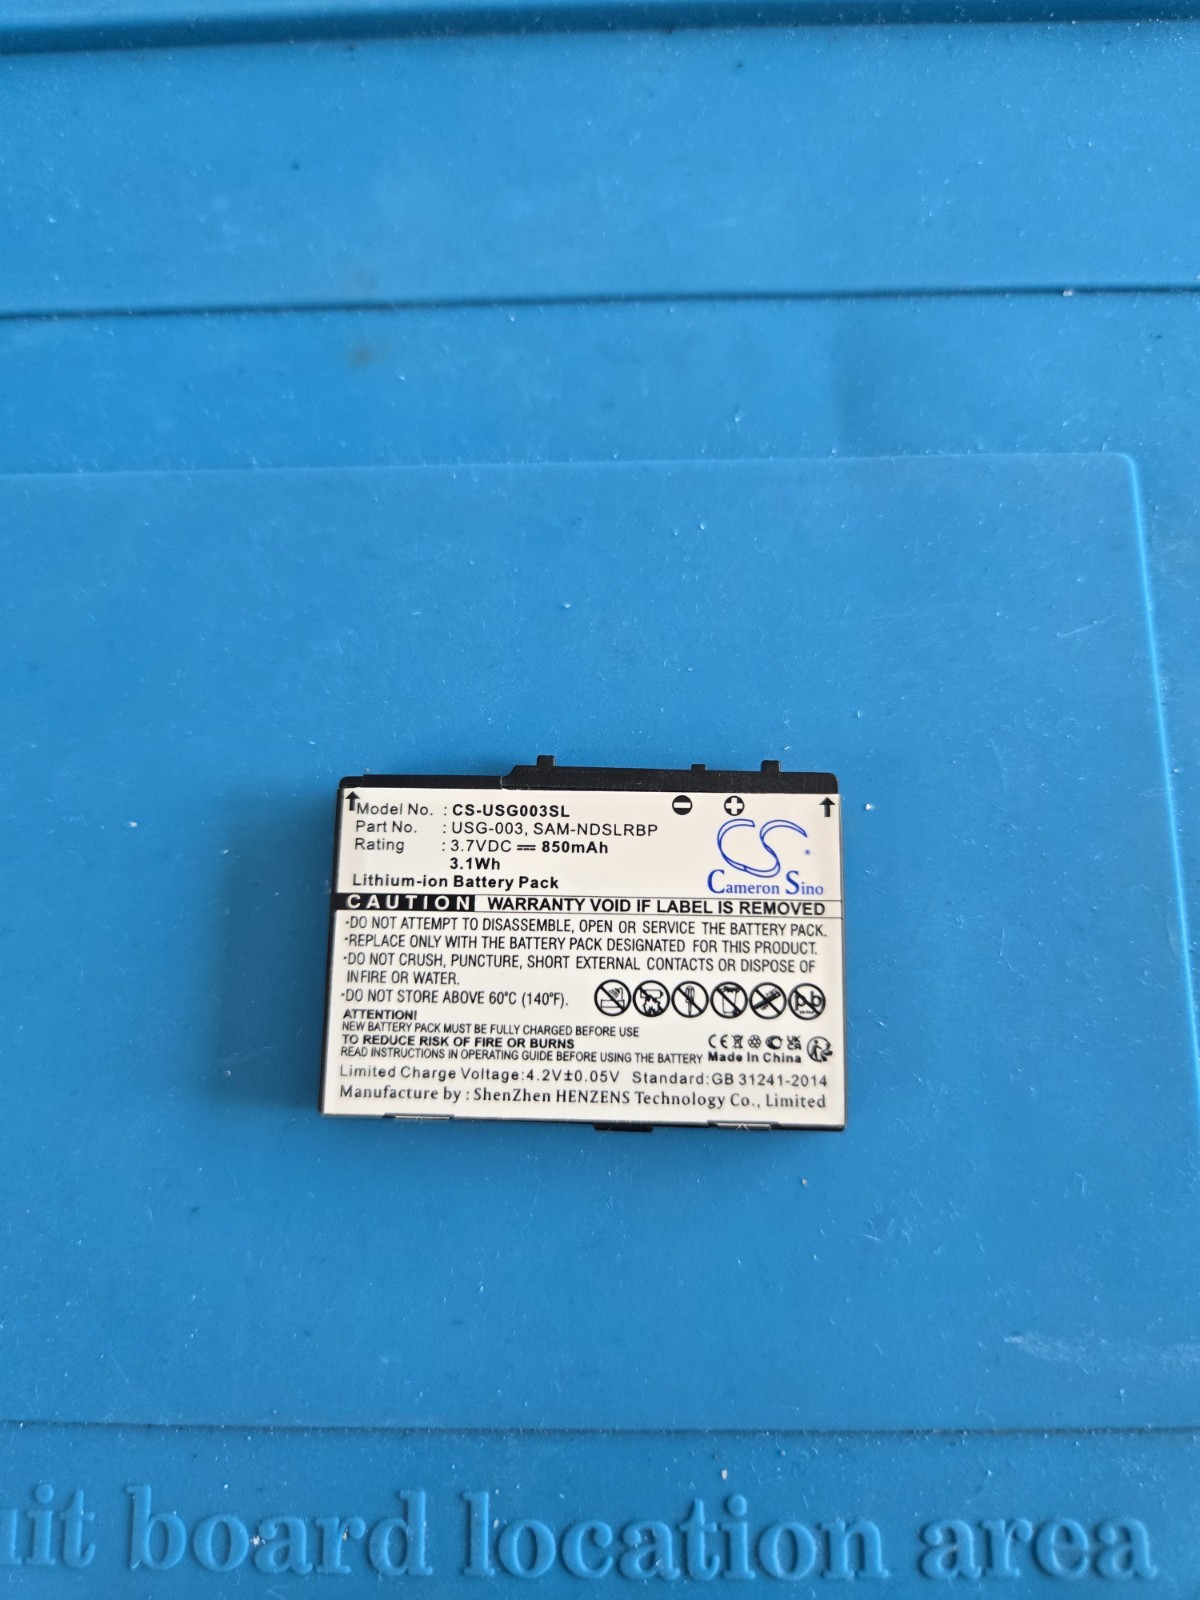 Model No. : CS-USG003SL
Part No. : USG-003, SAM-NDSLRBP
Rating : 3.7VDC 850mAh
3.1Wh
Lithium-ion Battery Pack
CS
Cameron Sino
CAUTION WARRANTY VOID IF LABEL IS REMOVED
·DO NOT ATTEMPT TO DISASSEMBLE, OPEN OR SERVICE THE BATTERY PACK.
·REPLACE ONLY WITH THE BATTERY PACK DESIGNATED FOR THIS PRODUCT.
·DO NOT CRUSH, PUNCTURE, SHORT EXTERNAL CONTACTS OR DISPOSE OF
IN FIRE OR WATER.
·DO NOT STORE ABOVE 60°C (140°F).
Pb
ATTENTION!
NEW BATTERY PACK MUST BE FULLY CHARGED BEFORE USE
TO REDUCE RISK OF FIRE OR BURNS
READ INSTRUCTIONS IN OPERATING GUIDE BEFORE USING THE BATTERY
CE
Made In China
Limited Charge Voltage:4.2V±0.05V Standard:GB 31241-2014
Manufacture by : ShenZhen HENZENS Technology Co., Limited
uit board location area